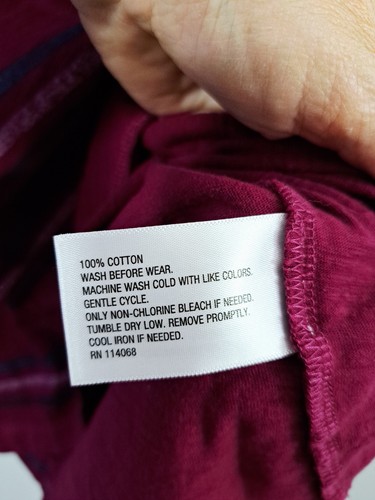 100% COTTON
WASH BEFORE WEAR.
MACHINE WASH COLD WITH LIKE COLORS.
GENTLE CYCLE.
ONLY NON-CHLORINE BLEACH IF NEEDED.
TUMBLE DRY LOW. REMOVE PROMPTLY.
COOL IRON IF NEEDED.
RN 114068